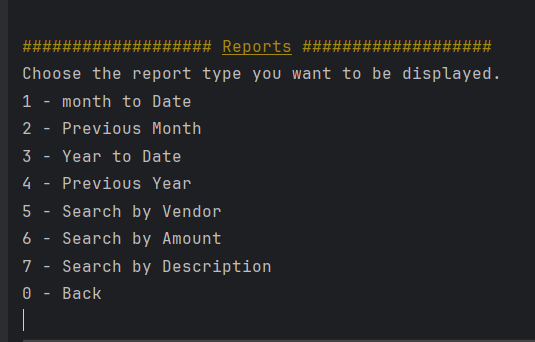 ################### Reports ###################
Choose the report type you want to be displayed.
1 - month to Date
2 - Previous Month
3 - Year to Date
4 - Previous Year
5 - Search by Vendor
6 - Search by Amount
7 - Search by Description
0 - Back